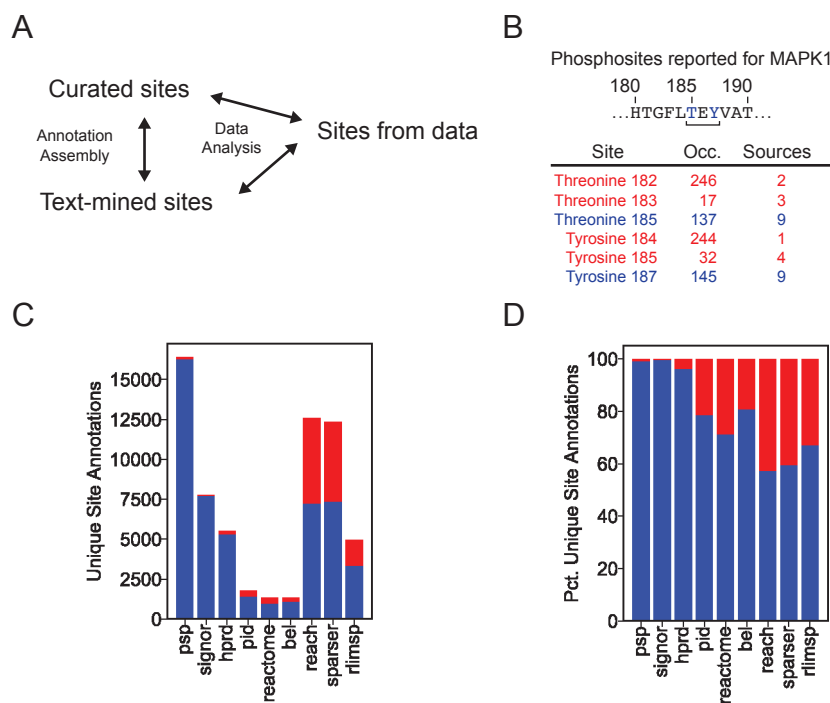 A
Curated sites
Annotation
Assembly
Data
Analysis
Sites from data
Text-mined sites
B
Phosphosites reported for MAPK1
180 185 190
...HTGFLTEYVAT...
Site Occ. Sources
Threonine 182 246 2
Threonine 183 17 3
Threonine 185 137 9
Tyrosine 184 244 1
Tyrosine 185 32 4
Tyrosine 187 145 9
C
Unique Site Annotations
15000
12500
10000
7500
5000
2500
0
psp
signor
hprd
pid
reactome
bel
reach
sparser
rlimsp
D
Pct. Unique Site Annotations
100
80
60
40
20
0
psp
signor
hprd
pid
reactome
bel
reach
sparser
rlimsp